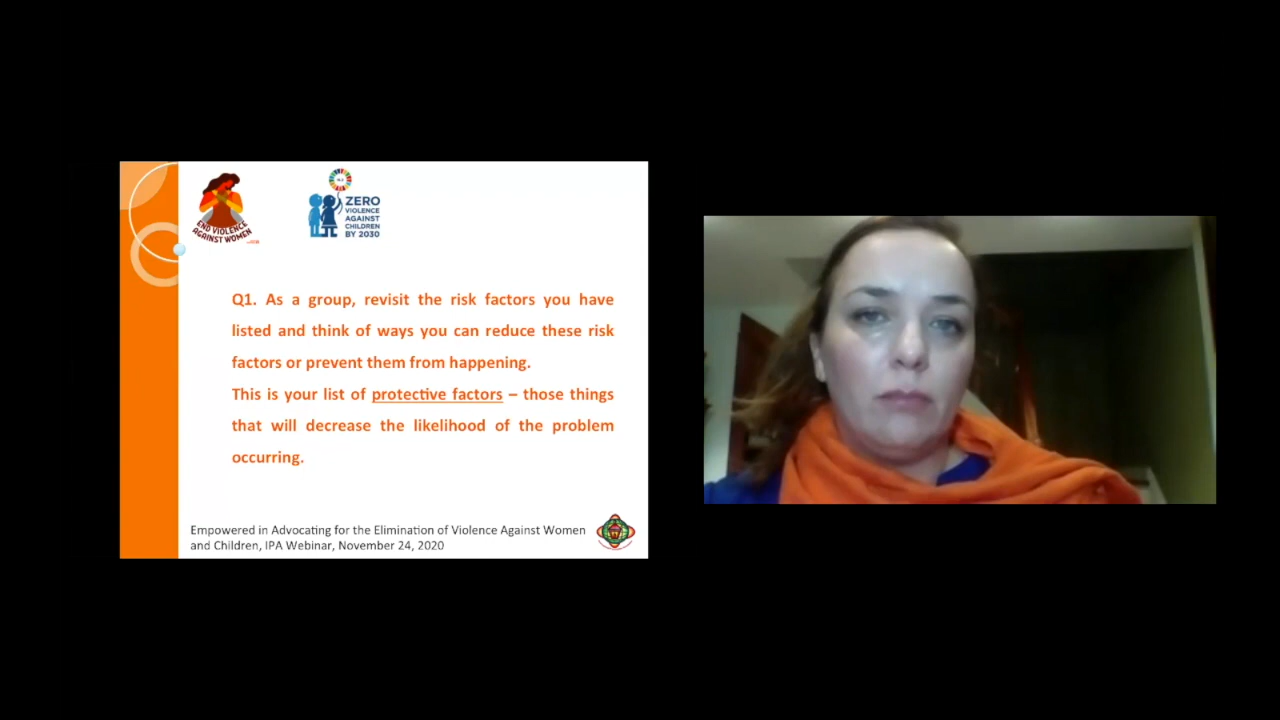 END VIOLENCE
AGAINST WOMEN
ZERO
VIOLENCE
AGAINST
CHILDREN
BY 2030
Q1. As a group, revisit the risk factors you have
listed and think of ways you can reduce these risk
factors or prevent them from happening.
This is your list of protective factors – those things
that will decrease the likelihood of the problem
occurring.
Empowered in Advocating for the Elimination of Violence Against Women
and Children, IPA Webinar, November 24, 2020